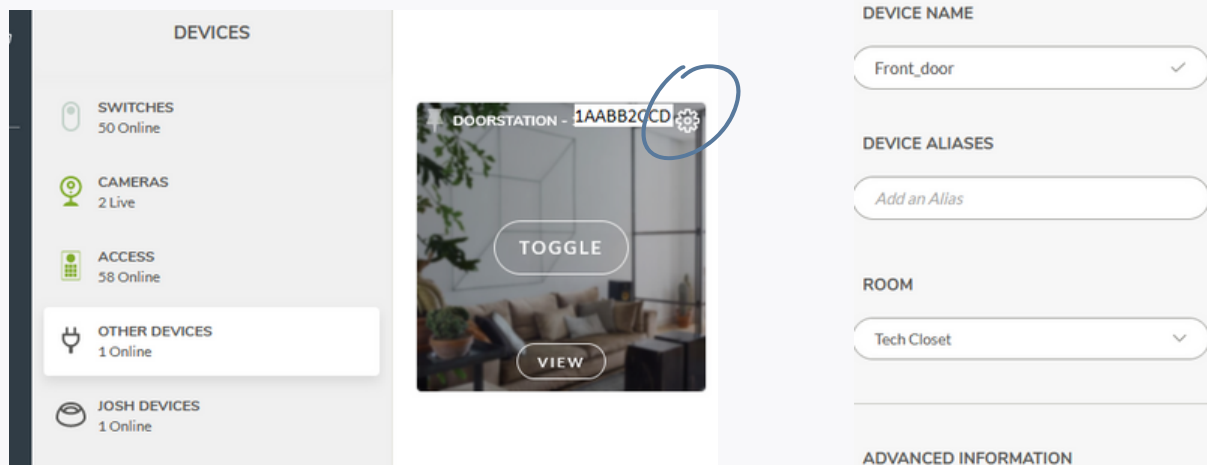 DEVICES
SWITCHES
50 Online
CAMERAS
2 Live
ACCESS
58 Online
OTHER DEVICES
1 Online
JOSH DEVICES
1 Online
DOORSTATION - 1AABB2CCD
TOGGLE
VIEW
DEVICE NAME
Front_door
DEVICE ALIASES
Add an Alias
ROOM
Tech Closet
ADVANCED INFORMATION